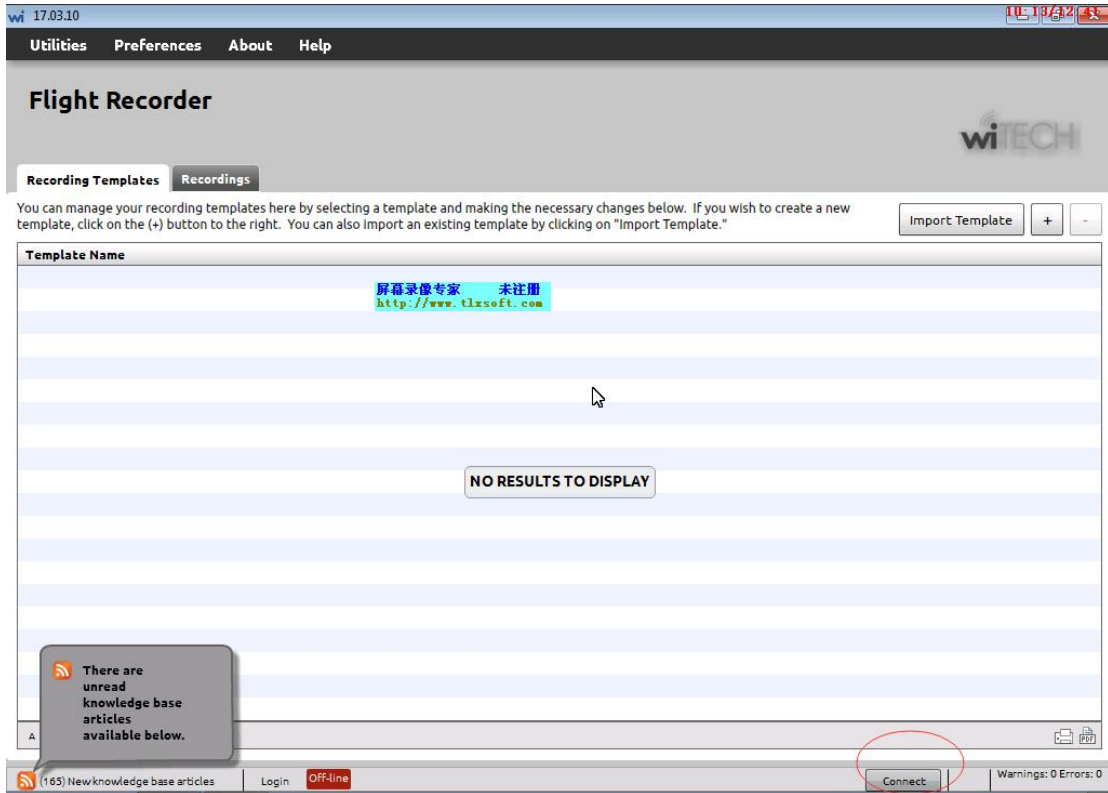 wi 17.03.10
Utilities Preferences About Help
Flight Recorder
wiTECH
Recording Templates Recordings
You can manage your recording templates here by selecting a template and making the necessary changes below. If you wish to create a new
template, click on the (+) button to the right. You can also import an existing template by clicking on "Import Template."
Import Template + -
Template Name
屏幕录像专家 未注册
http://www.tlxsoft.com
NO RESULTS TO DISPLAY
There are
unread
knowledge base
articles
available below.
A
PDF
(165) New knowledge base articles Login Off-line Connect Warnings: 0 Errors: 0